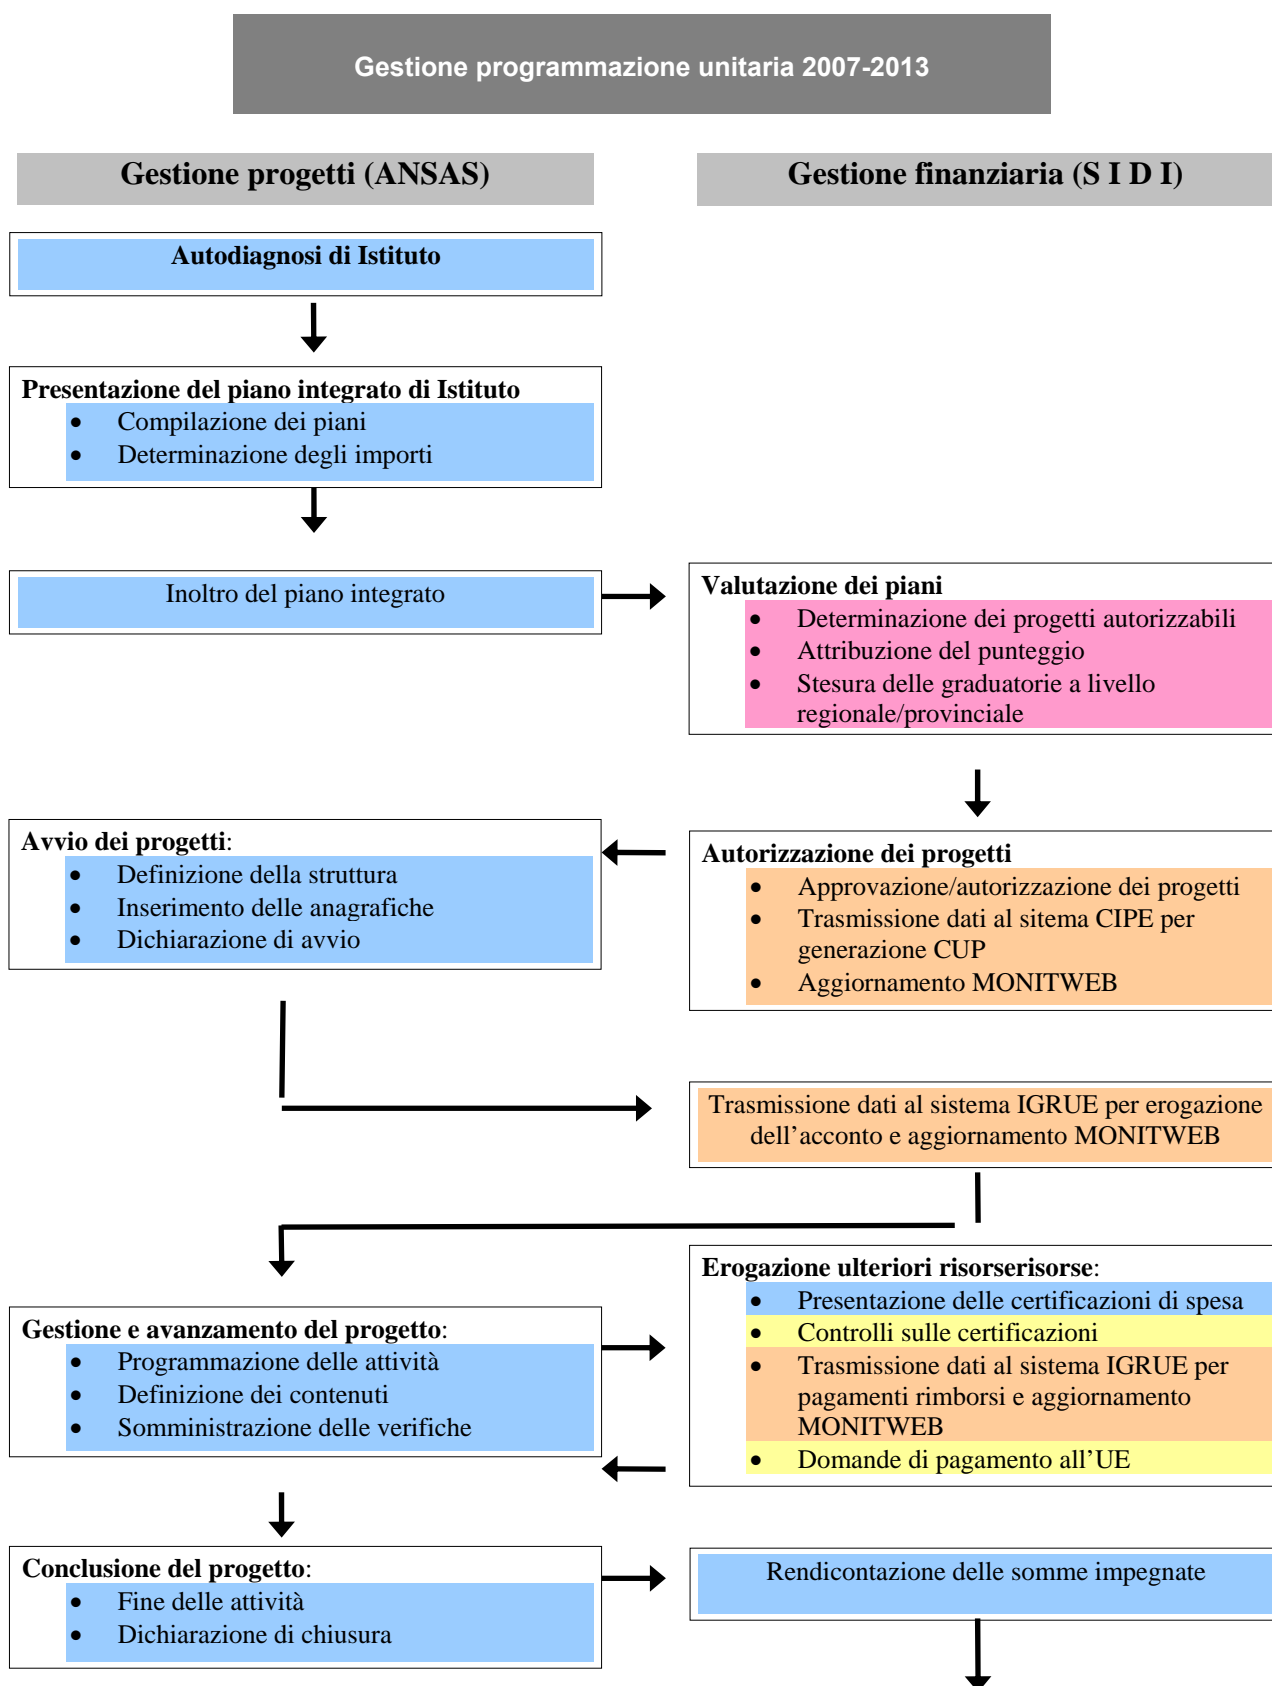 Gestione programmazione unitaria 2007-2013
Gestione progetti (ANSAS)
Gestione finanziaria (S I D I)
Autodiagnosi di Istituto
Presentazione del piano integrato di Istituto
• Compilazione dei piani
• Determinazione degli importi
Inoltro del piano integrato
Valutazione dei piani
• Determinazione dei progetti autorizzabili
• Attribuzione del punteggio
• Stesura delle graduatorie a livello
regionale/provinciale
Avvio dei progetti:
• Definizione della struttura
• Inserimento delle anagrafiche
• Dichiarazione di avvio
Autorizzazione dei progetti
• Approvazione/autorizzazione dei progetti
• Trasmissione dati al sitema CIPE per
generazione CUP
• Aggiornamento MONITWEB
Trasmissione dati al sistema IGRUE per erogazione
dell’acconto e aggiornamento MONITWEB
Erogazione ulteriori risorserisorse:
• Presentazione delle certificazioni di spesa
• Controlli sulle certificazioni
• Trasmissione dati al sistema IGRUE per
pagamenti rimborsi e aggiornamento
MONITWEB
• Domande di pagamento all’UE
Gestione e avanzamento del progetto:
• Programmazione delle attività
• Definizione dei contenuti
• Somministrazione delle verifiche
Conclusione del progetto:
• Fine delle attività
• Dichiarazione di chiusura
Rendicontazione delle somme impegnate